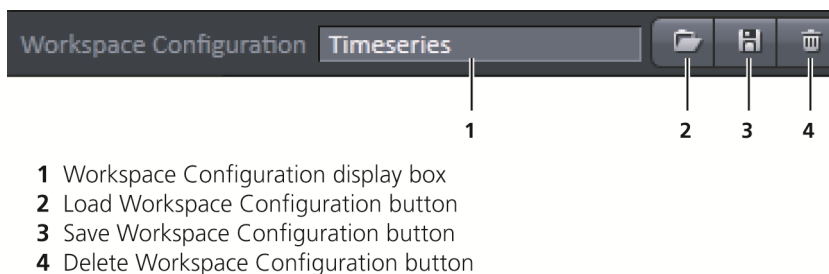 Workspace Configuration Timeseries
1 2 3 4
1 Workspace Configuration display box
2 Load Workspace Configuration button
3 Save Workspace Configuration button
4 Delete Workspace Configuration button